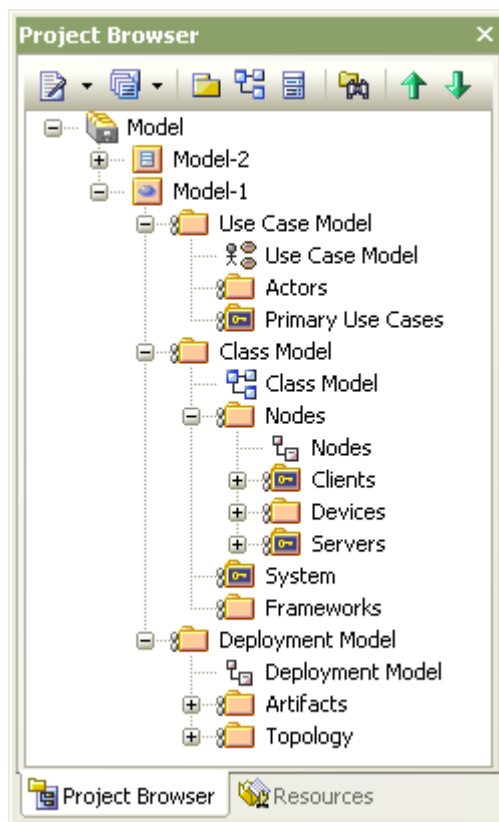 Project Browser
Model
Model-2
Model-1
Use Case Model
Use Case Model
Actors
Primary Use Cases
Class Model
Class Model
Nodes
Nodes
Clients
Devices
Servers
System
Frameworks
Deployment Model
Deployment Model
Artifacts
Topology
Project Browser Resources